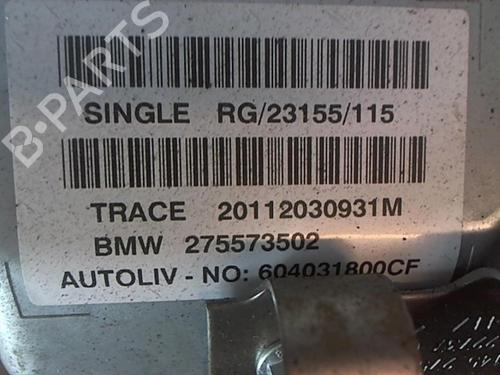 B-PARTS
SINGLE RG/23155/115
TRACE 20112030931M
BMW 275573502
AUTOLIV - NO: 604031800CF